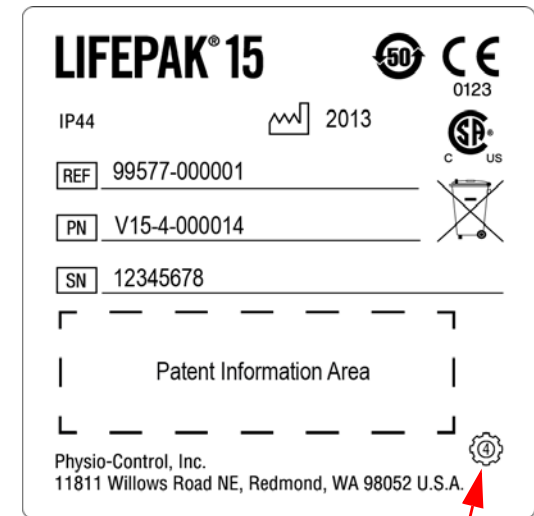 LIFEPAK® 15
50
CE
0123
IP44
2013
SA®
C US
REF 99577-000001
PN V15-4-000014
SN 12345678
Patent Information Area
4
Physio-Control, Inc.
11811 Willows Road NE, Redmond, WA 98052 U.S.A.